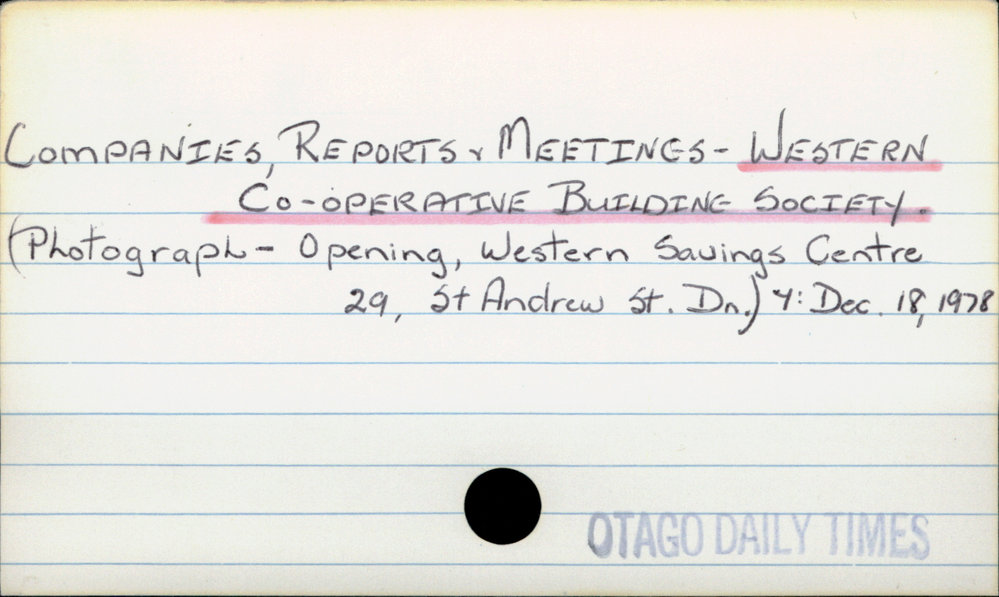 COMPANIES, REPORTS & MEETINGS - WESTERN
CO-OPERATIVE BUILDING SOCIETY.
(Photograph - Opening, Western Savings Centre
29, St Andrew St. Dn.) 4: Dec. 18, 1978
OTAGO DAILY TIMES